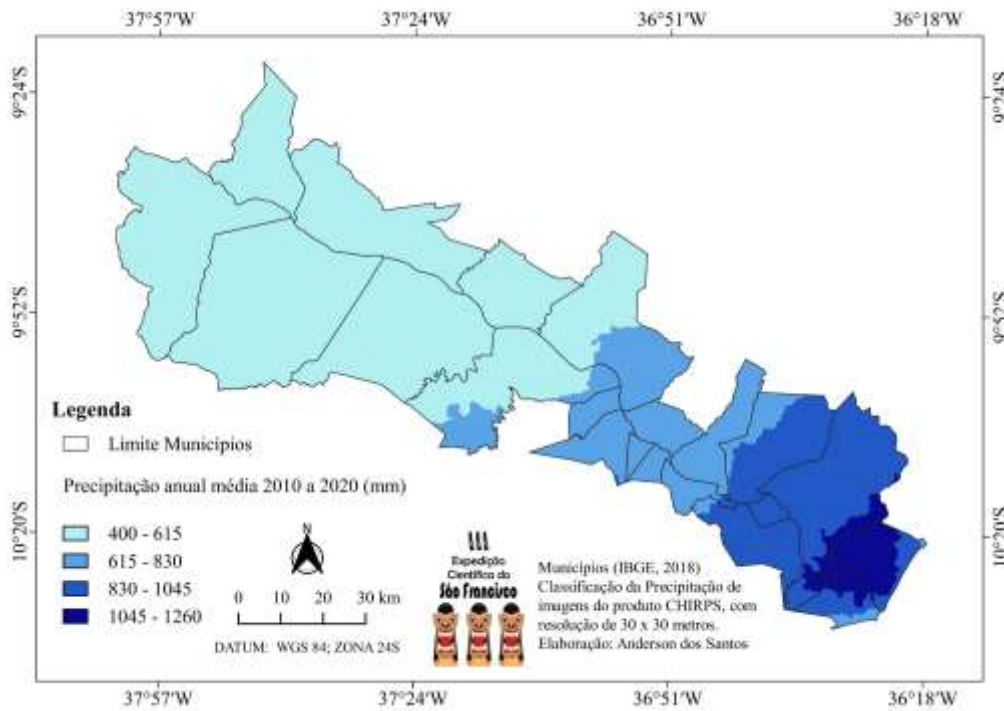 37°57'W 37°24'W 36°51'W 36°18'W
9°24'S 9°24'S
9°52'S 9°52'S
Legenda
Limite Municípios
Precipitação anual média 2010 a 2020 (mm)
400 - 615
615 - 830
830 - 1045
1045 - 1260
N
0 10 20 30 km
DATUM: WGS 84; ZONA 24S
Expedição
Científica do
São Francisco
Municípios (IBGE, 2018)
Classificação da Precipitação de
imagens do produto CHIRPS, com
resolução de 30 x 30 metros.
Elaboração: Anderson dos Santos
10°20'S 10°20'S
37°57'W 37°24'W 36°51'W 36°18'W